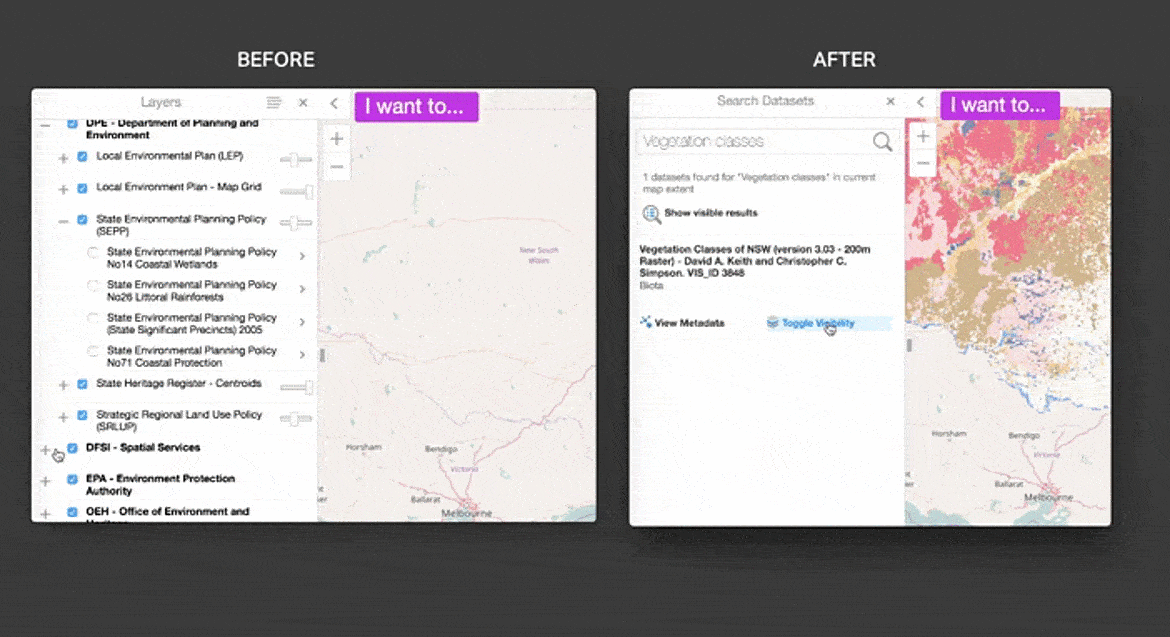 BEFORE
AFTER
Layers
I want to...
DPE - Department of Planning and
Environment
Local Environmental Plan (LEP)
Local Environment Plan - Map Grid
State Environmental Planning Policy
(SEPP)
State Environmental Planning Policy
No14 Coastal Wetlands
State Environmental Planning Policy
No26 Littoral Rainforests
State Environmental Planning Policy
(State Significant Precincts) 2005
State Environmental Planning Policy
No71 Coastal Protection
State Heritage Register - Centroids
Strategic Regional Land Use Policy
(SRLUP)
DFSI - Spatial Services
EPA - Environment Protection
Authority
OEH - Office of Environment and
Heritage
New South
Wales
Horsham
Bendigo
Victoria
Ballarat
Melbourne
Search Datasets
I want to...
Vegetation classes
1 datasets found for "Vegetation classes" in current
map extent
Show visible results
Vegetation Classes of NSW (version 3.03 - 200m
Raster) - David A. Keith and Christopher C.
Simpson. VIS_ID 3848
Biota
View Metadata
Toggle Visibility
Horsham
Bendigo
Victoria
Ballarat
Melbourne